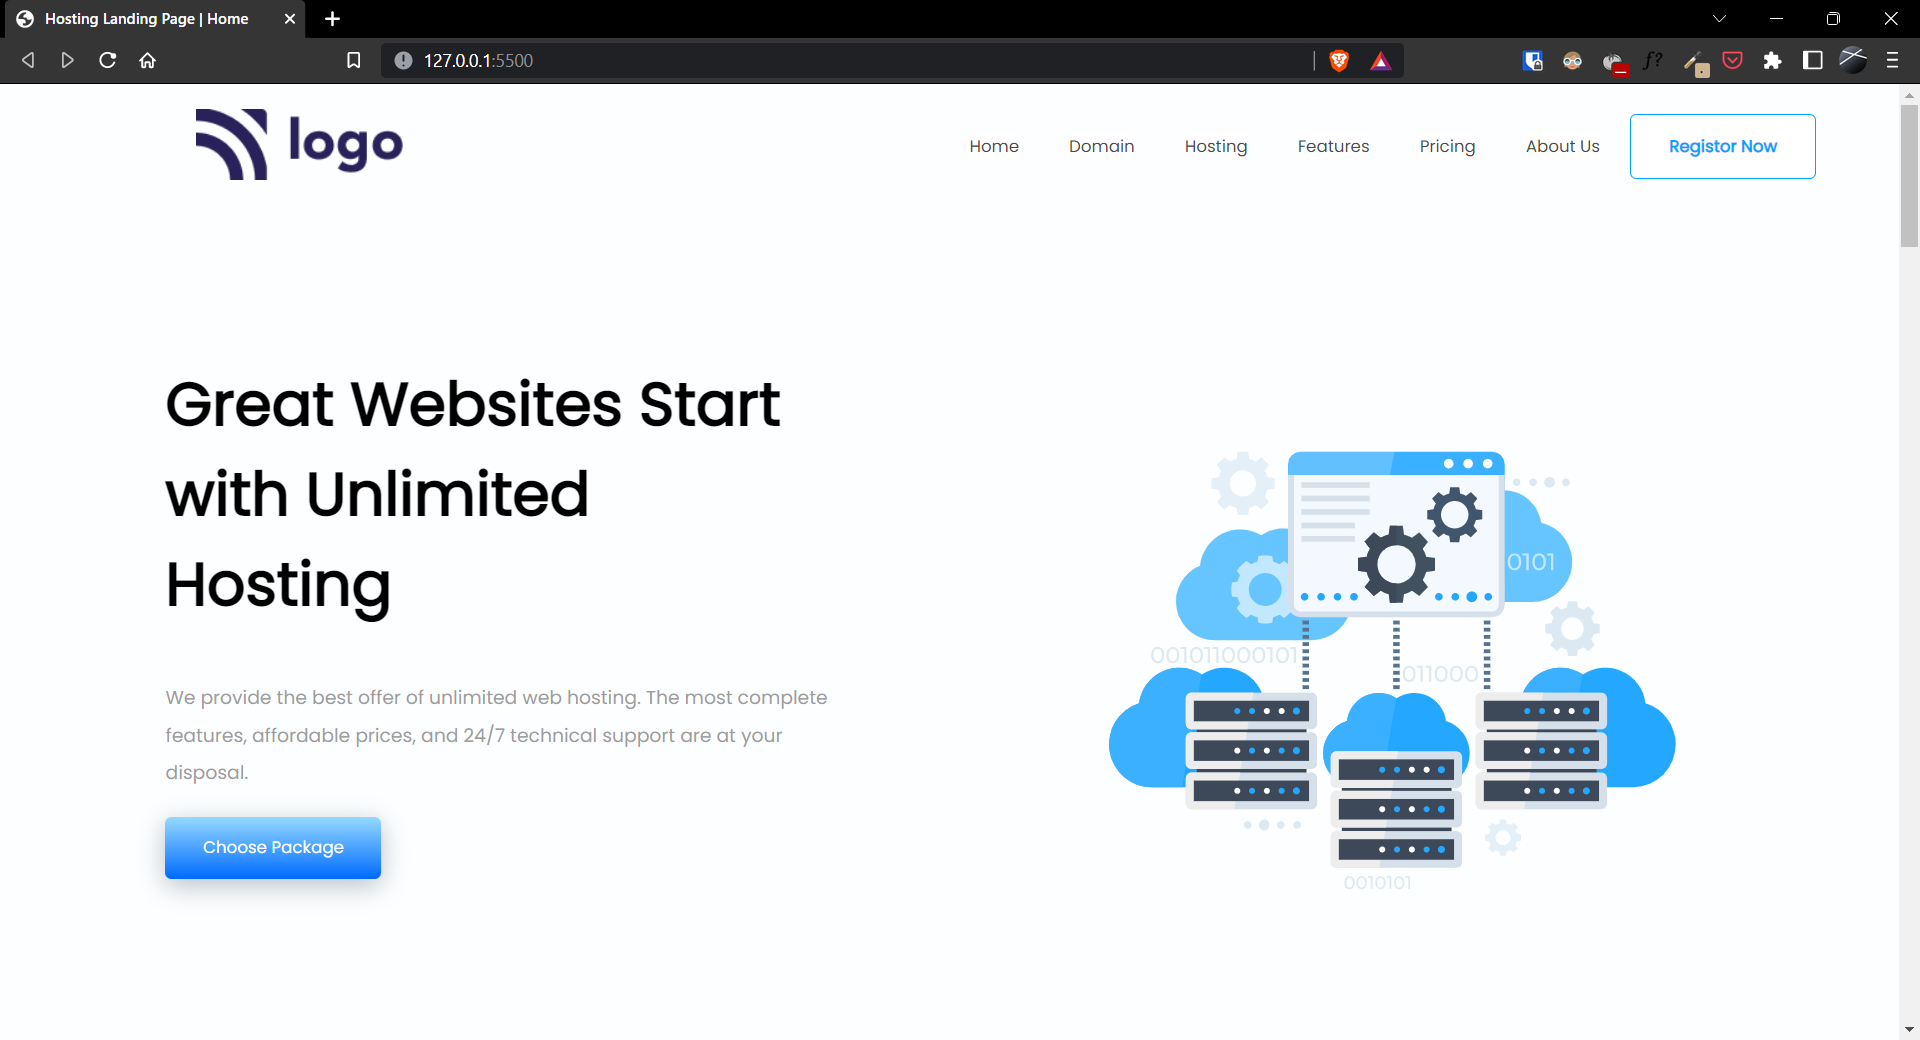 Hosting Landing Page | Home
127.0.0.1:5500
logo
Home Domain Hosting Features Pricing About Us Registor Now
Great Websites Start
with Unlimited
Hosting
We provide the best offer of unlimited web hosting. The most complete
features, affordable prices, and 24/7 technical support are at your
disposal.
Choose Package
0101
001011000101
011000
0010101
f?